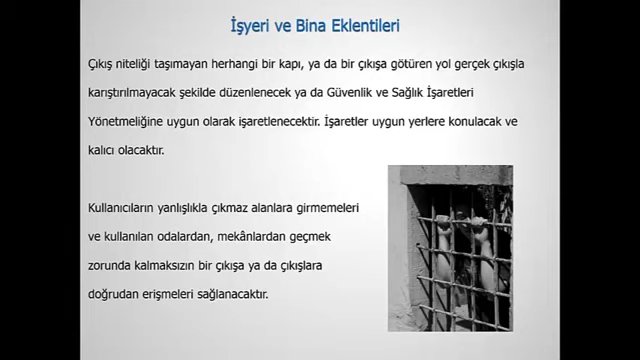 İşyeri ve Bina Eklentileri
Çıkış niteliği taşımayan herhangi bir kapı, ya da bir çıkışa götüren yol gerçek çıkışla
karıştırılmayacak şekilde düzenlenecek ya da Güvenlik ve Sağlık İşaretleri
Yönetmeliğine uygun olarak işaretlenecektir. İşaretler uygun yerlere konulacak ve
kalıcı olacaktır.
Kullanıcıların yanlışlıkla çıkmaz alanlara girmemeleri
ve kullanılan odalardan, mekânlardan geçmek
zorunda kalmaksızın bir çıkışa ya da çıkışlara
doğrudan erişmeleri sağlanacaktır.